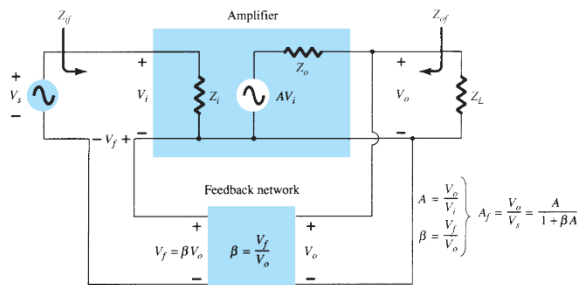 Amplifier
Z_if
Z_of
Z_o
+
+
+
V_s
V_i
Z_i
AV_i
V_o
Z_L
−
− V_f +
−
−
Feedback network
A = V_o/V_i
β = V_f/V_o
A_f = V_o/V_s = A/(1 + βA)
+
+
V_f = βV_o
β = V_f/V_o
V_o
−
−